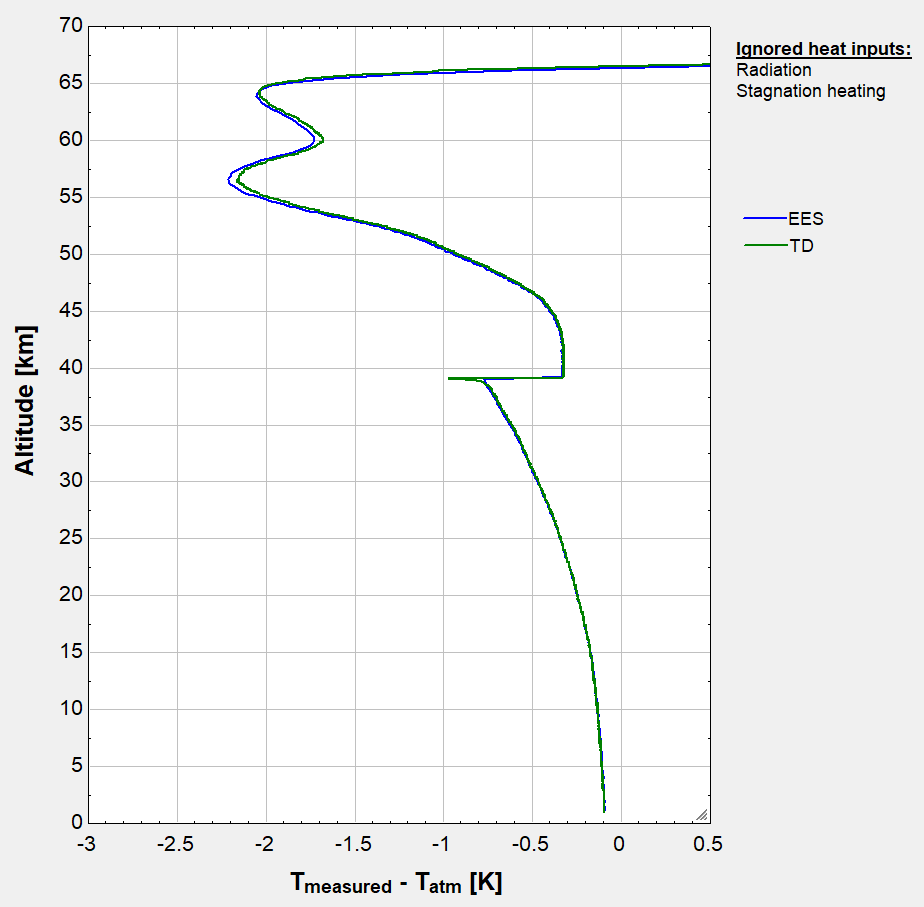 Ignored heat inputs:
Radiation
Stagnation heating
EES
TD
Altitude [km]
70
65
60
55
50
45
40
35
30
25
20
15
10
5
0
-3 -2.5 -2 -1.5 -1 -0.5 0 0.5
Tmeasured - Tatm [K]